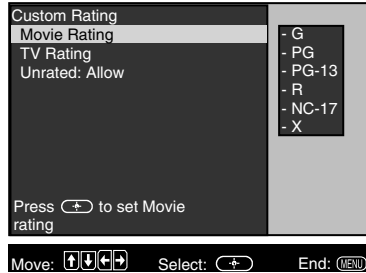 Custom Rating
Movie Rating
TV Rating
Unrated: Allow
- G
- PG
- PG-13
- R
- NC-17
- X
Press to set Movie
rating
Move: Select: End: MENU